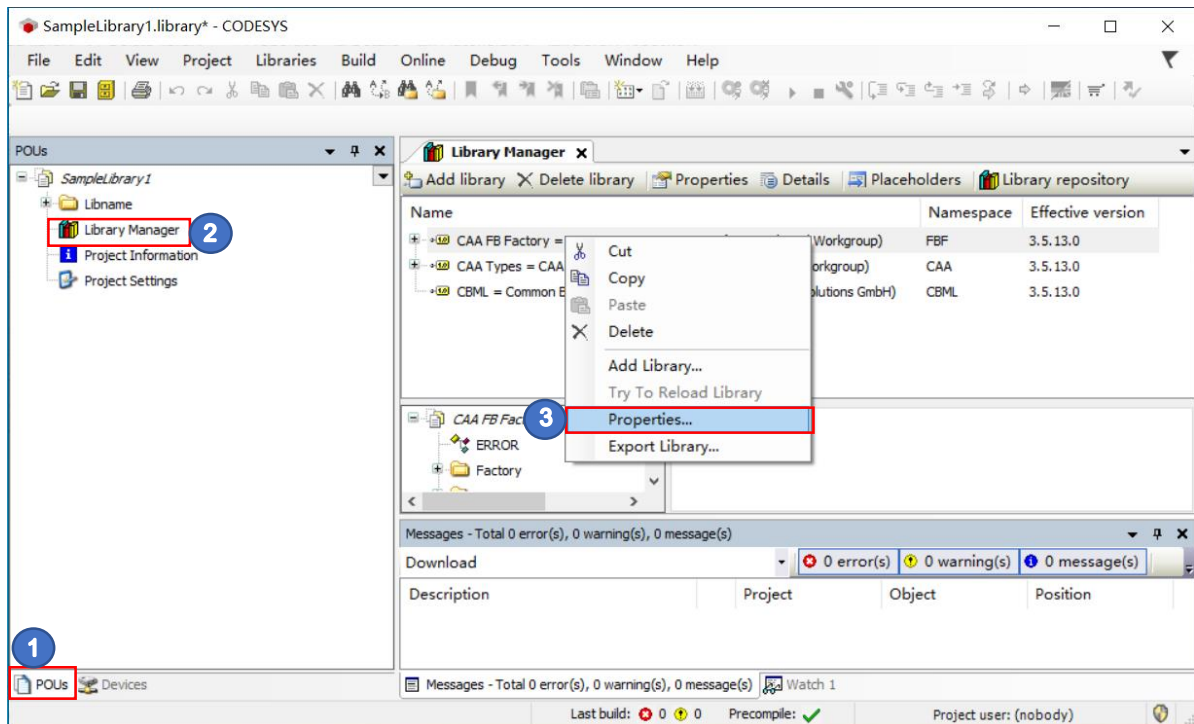 SampleLibrary1.library* - CODESYS
File Edit View Project Libraries Build Online Debug Tools Window Help
POUs
SampleLibrary1
Libname
Library Manager
2
Project Information
Project Settings
1
POUs Devices
Library Manager
Add library Delete library Properties Details Placeholders Library repository
Name Namespace Effective version
CAA FB Factory = Workgroup) FBF 3.5.13.0
CAA Types = CAA orkgroup) CAA 3.5.13.0
CBML = Common olutions GmbH) CBML 3.5.13.0
Cut
Copy
Paste
Delete
Add Library...
Try To Reload Library
3
Properties...
Export Library...
CAA FB Fac
ERROR
Factory
Messages - Total 0 error(s), 0 warning(s), 0 message(s)
Download 0 error(s) 0 warning(s) 0 message(s)
Description Project Object Position
Messages - Total 0 error(s), 0 warning(s), 0 message(s) Watch 1
Last build: 0 0 Precompile: Project user: (nobody)